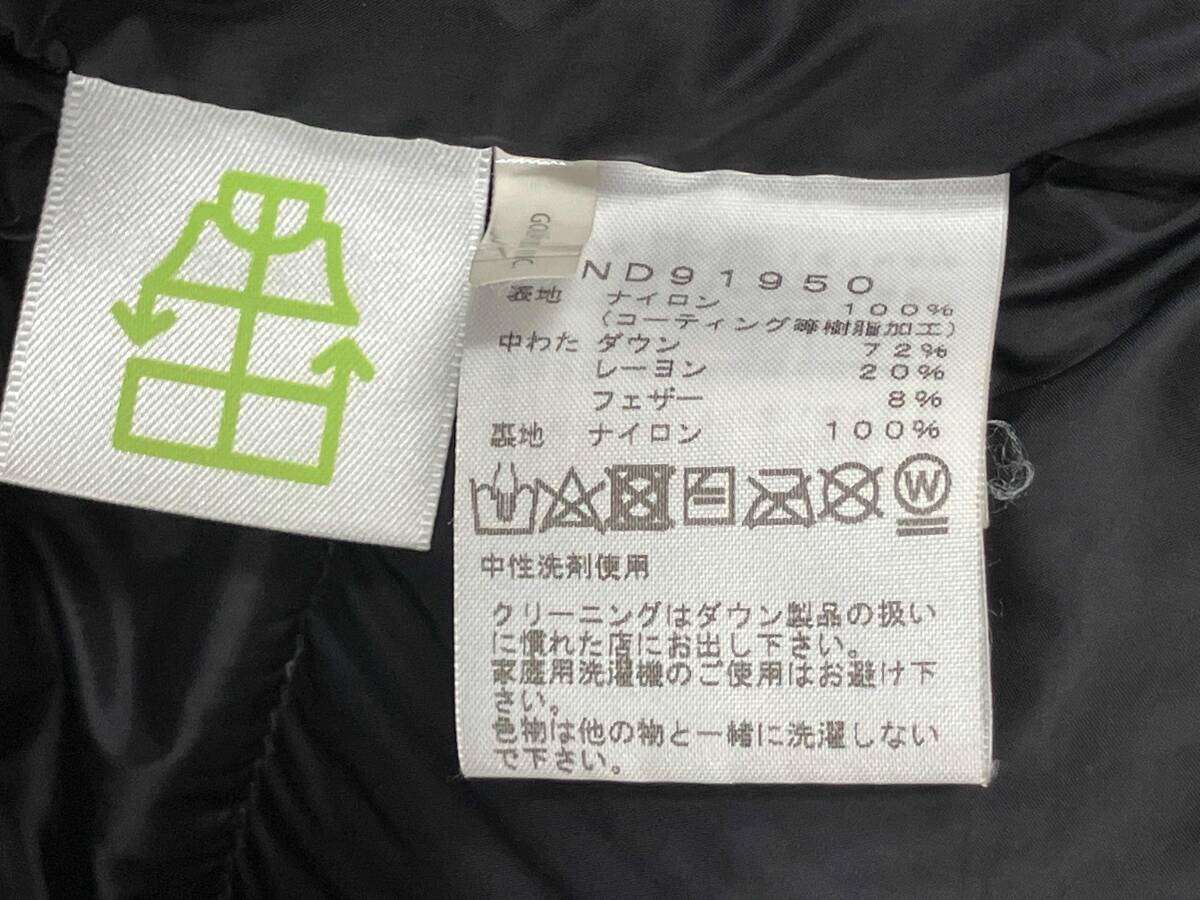 ND91950
表地 ナイロン 100%
(コーティング等樹脂加工)
中わた ダウン 72%
レーヨン 20%
フェザー 8%
裏地 ナイロン 100%
W
中性洗剤使用
クリーニングはダウン製品の扱い
に慣れた店にお出し下さい。
家庭用洗濯機のご使用はお避け下
さい。
色物は他の物と一緒に洗濯しない
で下さい。